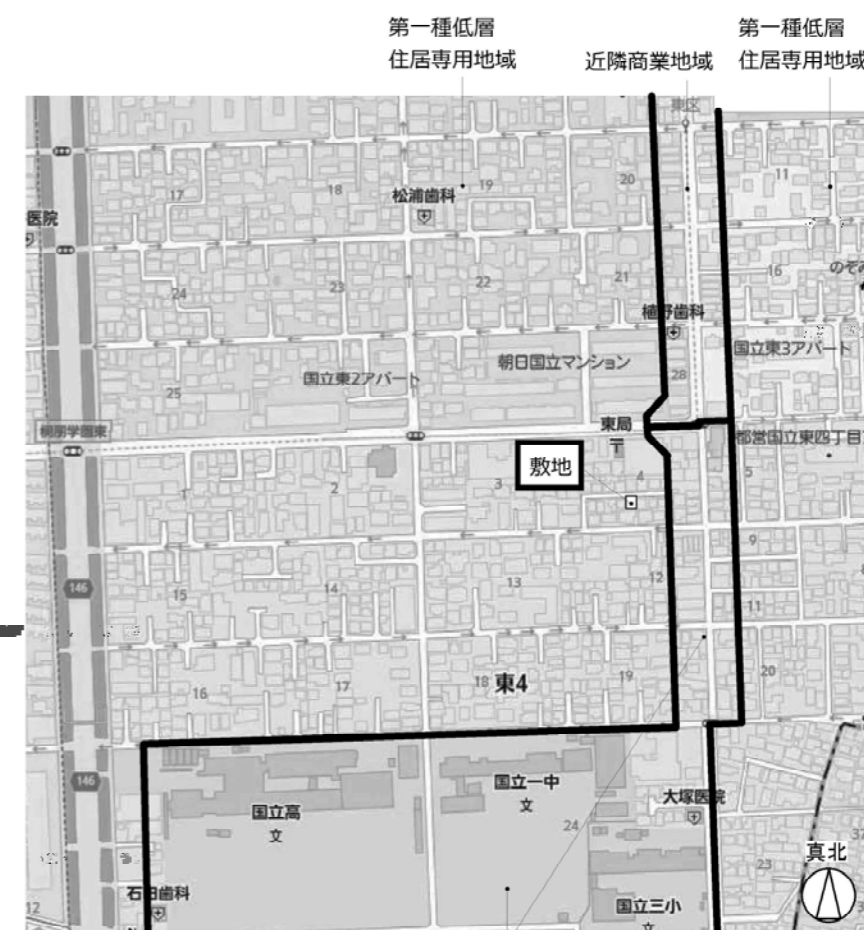 第一種低層
住居専用地域
近隣商業地域
第一種低層
住居専用地域
東区
11
17
18
松浦歯科
19
20
医院
16
のぞみ
24
23
22
21
植野歯科
25
国立東2アパート
朝日国立マンション
28
国立東3アパート
桐朋学園東
東局
都営国立東四丁目
敷地
1
2
3
4
5
9
146
15
14
13
12
11
16
17
18
東4
19
20
146
国立高
文
国立一中
文
24
大塚医院
真北
37
23
石田歯科
12
国立三小
文